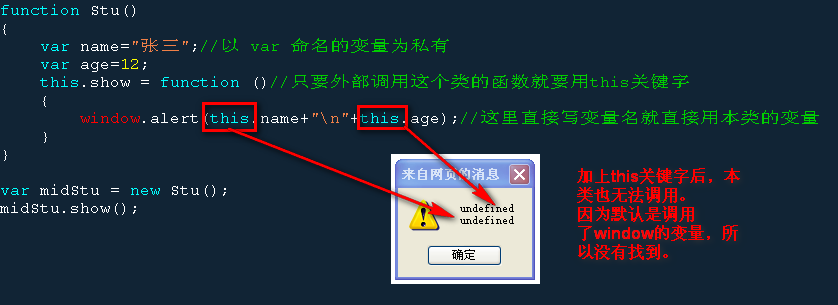 function Stu()
{
var name="张三";//以 var 命名的变量为私有
var age=12;
this.show = function ()//只要外部调用这个类的函数就要用this关键字
{
window.alert(this.name+"\n"+this.age);//这里直接写变量名就直接用本类的变量
}
}
来自网页的消息
加上this关键字后，本
类也无法调用。
因为默认是调用
了window的变量，所
以没有找到。
var midStu = new Stu();
midStu.show();
undefined
undefined
确定